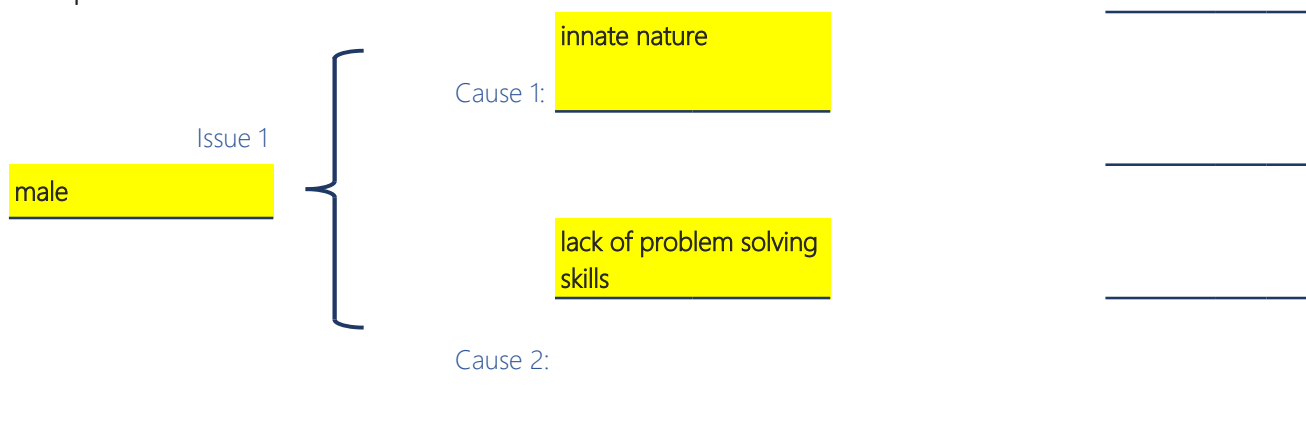 innate nature
Cause 1:
Issue 1
male
lack of problem solving
skills
Cause 2: